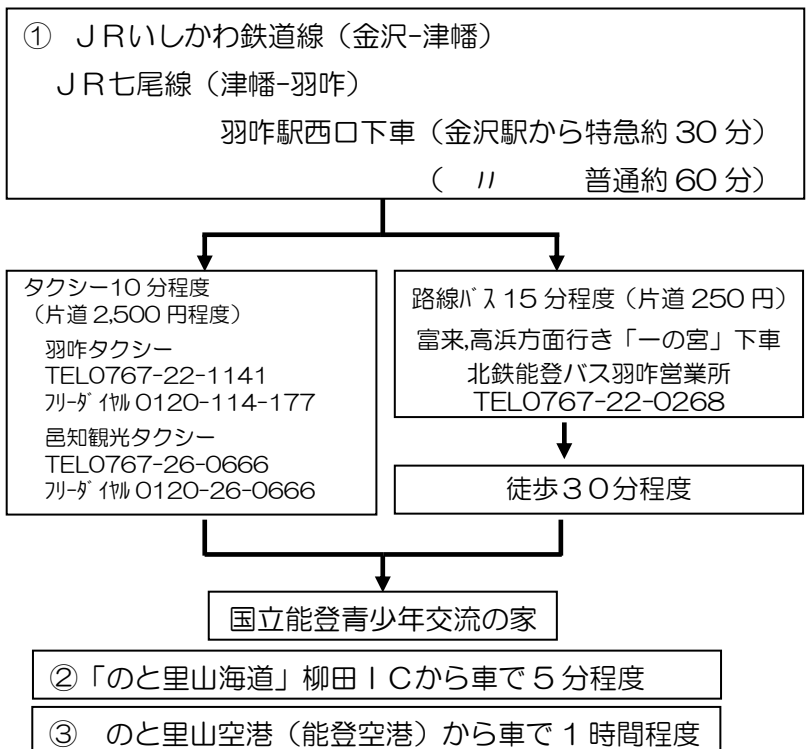 ① ＪＲいしかわ鉄道線（金沢-津幡）
ＪＲ七尾線（津幡-羽咋）
羽咋駅西口下車（金沢駅から特急約 30 分）
（ 〃 普通約 60 分）
タクシー10 分程度
（片道 2,500 円程度）
羽咋タクシー
TEL0767-22-1141
ﾌﾘｰﾀﾞｲﾔﾙ 0120-114-177
邑知観光タクシー
TEL0767-26-0666
ﾌﾘｰﾀﾞｲﾔﾙ 0120-26-0666
路線ﾊﾞｽ 15 分程度（片道 250 円）
富来,高浜方面行き「一の宮」下車
北鉄能登バス羽咋営業所
TEL0767-22-0268
徒歩３０分程度
国立能登青少年交流の家
②「のと里山海道」柳田ＩＣから車で 5 分程度
③ のと里山空港（能登空港）から車で 1 時間程度